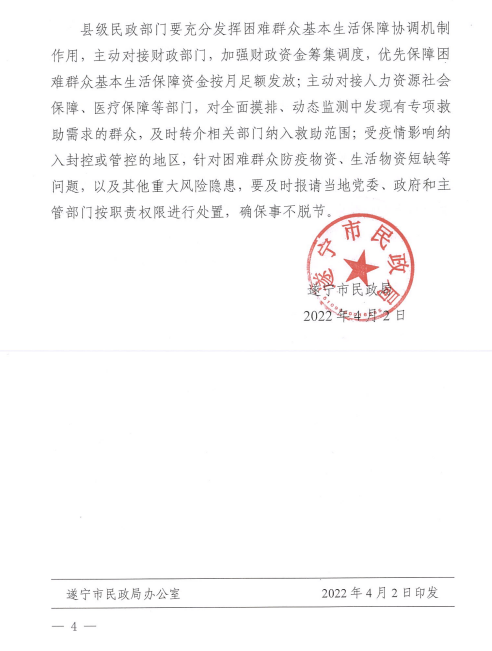 县级民政部门要充分发挥困难群众基本生活保障协调机制
作用，主动对接财政部门，加强财政资金筹集调度，优先保障困
难群众基本生活保障资金按月足额发放；主动对接人力资源社会
保障、医疗保障等部门，对全面摸排、动态监测中发现有专项救
助需求的群众，及时转介相关部门纳入救助范围；受疫情影响纳
入封控或管控的地区，针对困难群众防疫物资、生活物资短缺等
问题，以及其他重大风险隐患，要及时报请当地党委、政府和主
管部门按职责权限进行处置，确保事不脱节。
遂宁市民政局
遂宁市民政局
2022年4月2日
遂宁市民政局办公室 2022年4月2日印发
— 4 —